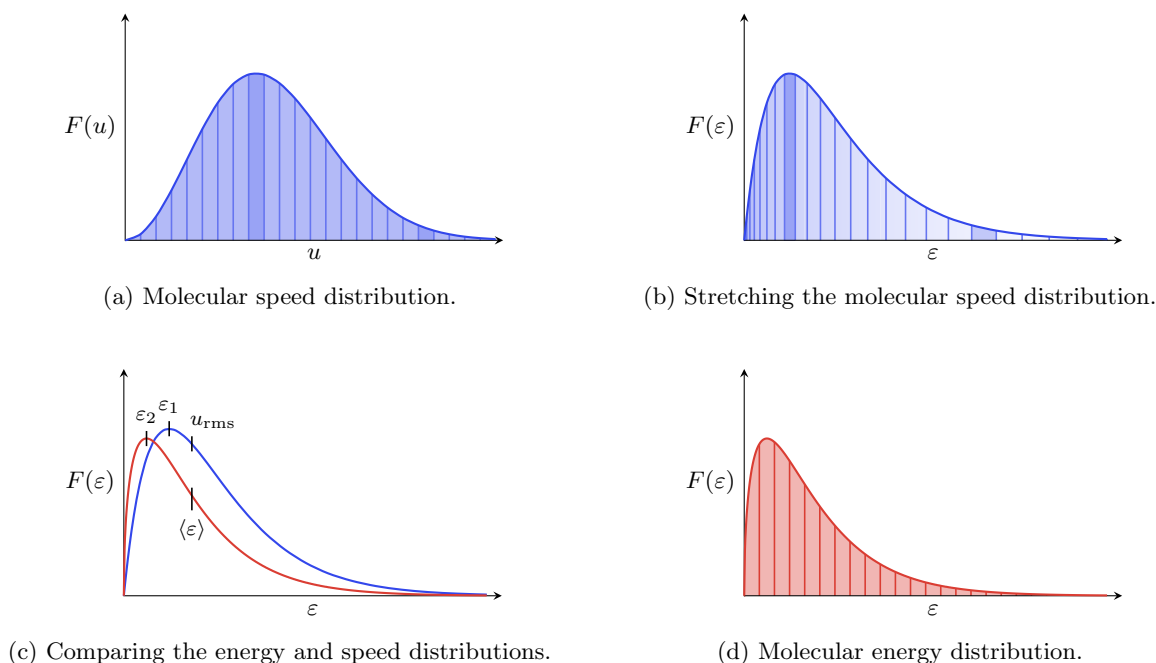 F(u)
u
(a) Molecular speed distribution.
F(ε)
ε
(b) Stretching the molecular speed distribution.
F(ε)
ε₂
ε₁
u_rms
⟨ε⟩
ε
(c) Comparing the energy and speed distributions.
F(ε)
ε
(d) Molecular energy distribution.